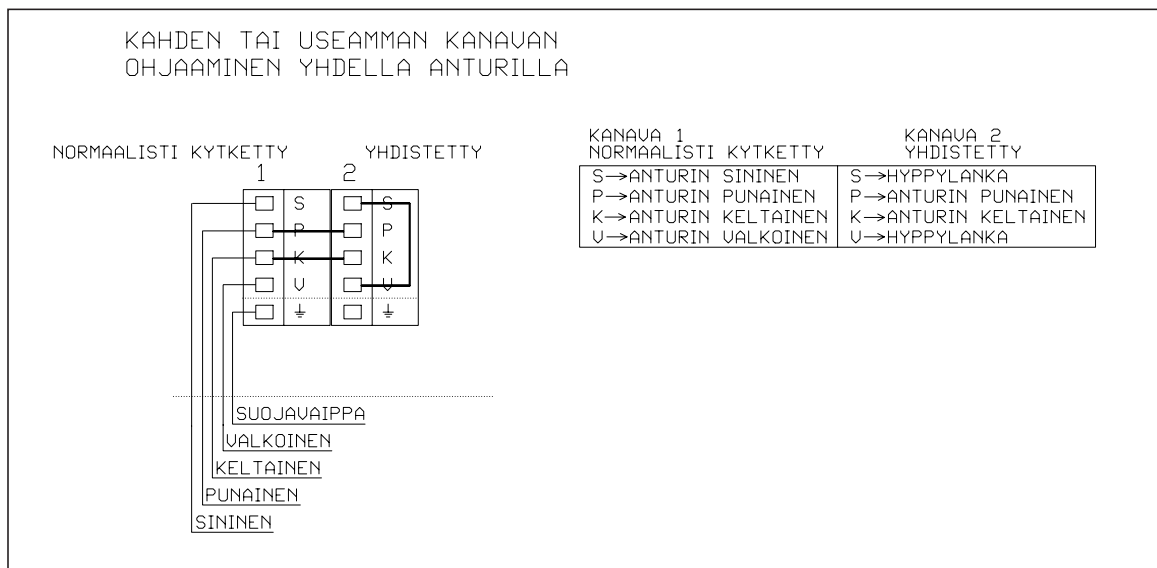 KAHDEN TAI USEAMMAN KANAVAN
OHJAAMINEN YHDELLA ANTURILLA
NORMAALISTI KYTKETTY YHDISTETTY
1 2
S S
P P
K K
V V
SUOJAVAIPPA
VALKOINEN
KELTAINEN
PUNAINEN
SININEN
KANAVA 1 KANAVA 2
NORMAALISTI KYTKETTY YHDISTETTY
S→ANTURIN SININEN S→HYPPYLANKA
P→ANTURIN PUNAINEN P→ANTURIN PUNAINEN
K→ANTURIN KELTAINEN K→ANTURIN KELTAINEN
V→ANTURIN VALKOINEN V→HYPPYLANKA